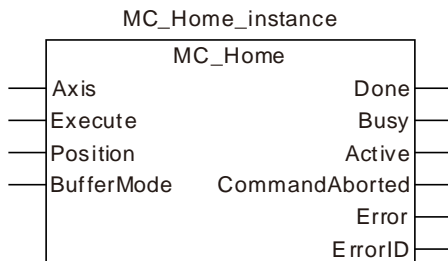 MC_Home_instance
MC_Home
Axis Done
Execute Busy
Position Active
BufferMode CommandAborted
Error
ErrorID